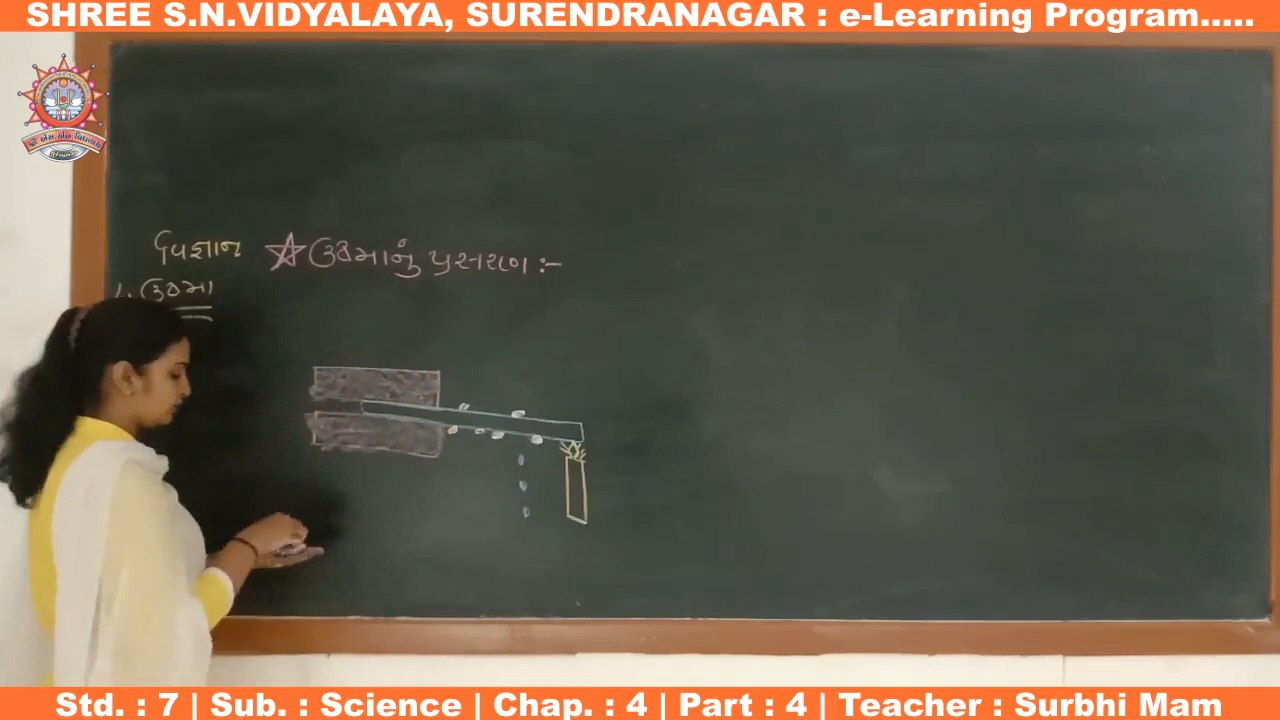 SHREE S.N.VIDYALAYA, SURENDRANAGAR : e-Learning Program.....
વિજ્ઞાન ☆ ઉષ્માનું પ્રસરણ :-
ઉષ્મા
Std. : 7 | Sub. : Science | Chap. : 4 | Part : 4 | Teacher : Surbhi Mam